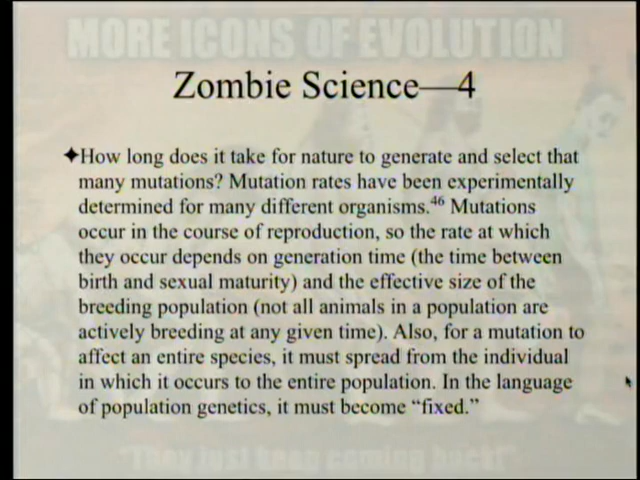 MORE ICONS OF EVOLUTION
Zombie Science—4
✦How long does it take for nature to generate and select that
many mutations? Mutation rates have been experimentally
determined for many different organisms.⁴⁶ Mutations
occur in the course of reproduction, so the rate at which
they occur depends on generation time (the time between
birth and sexual maturity) and the effective size of the
breeding population (not all animals in a population are
actively breeding at any given time). Also, for a mutation to
affect an entire species, it must spread from the individual
in which it occurs to the entire population. In the language
of population genetics, it must become “fixed.”
"They just keep coming back!"